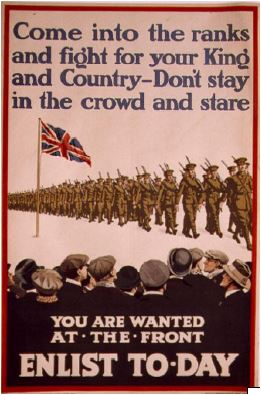 Come into the ranks
and fight for your King
and Country–Don't stay
in the crowd and stare
YOU ARE WANTED
AT · THE · FRONT
ENLIST TO·DAY